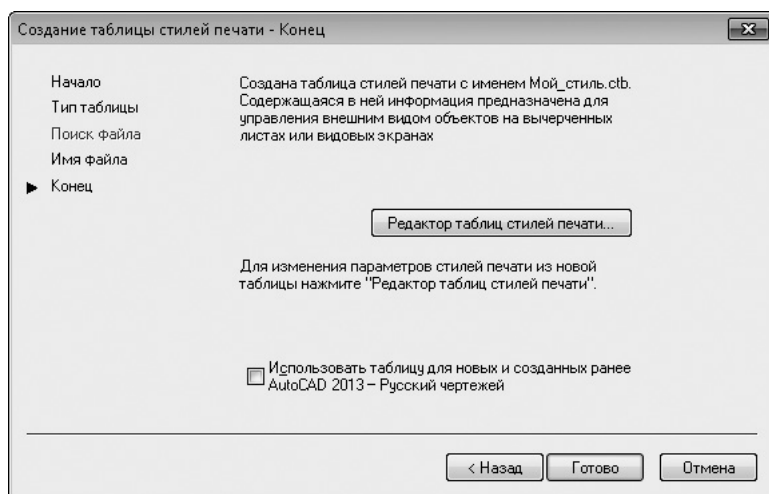 Создание таблицы стилей печати - Конец
Начало
Тип таблицы
Поиск файла
Имя файла
Конец
Создана таблица стилей печати с именем Мой_стиль.ctb.
Содержащаяся в ней информация предназначена для
управления внешним видом объектов на вычерченных
листах или видовых экранах
Редактор таблиц стилей печати...
Для изменения параметров стилей печати из новой
таблицы нажмите "Редактор таблиц стилей печати".
Использовать таблицу для новых и созданных ранее
AutoCAD 2013 – Русский чертежей
< Назад
Готово
Отмена